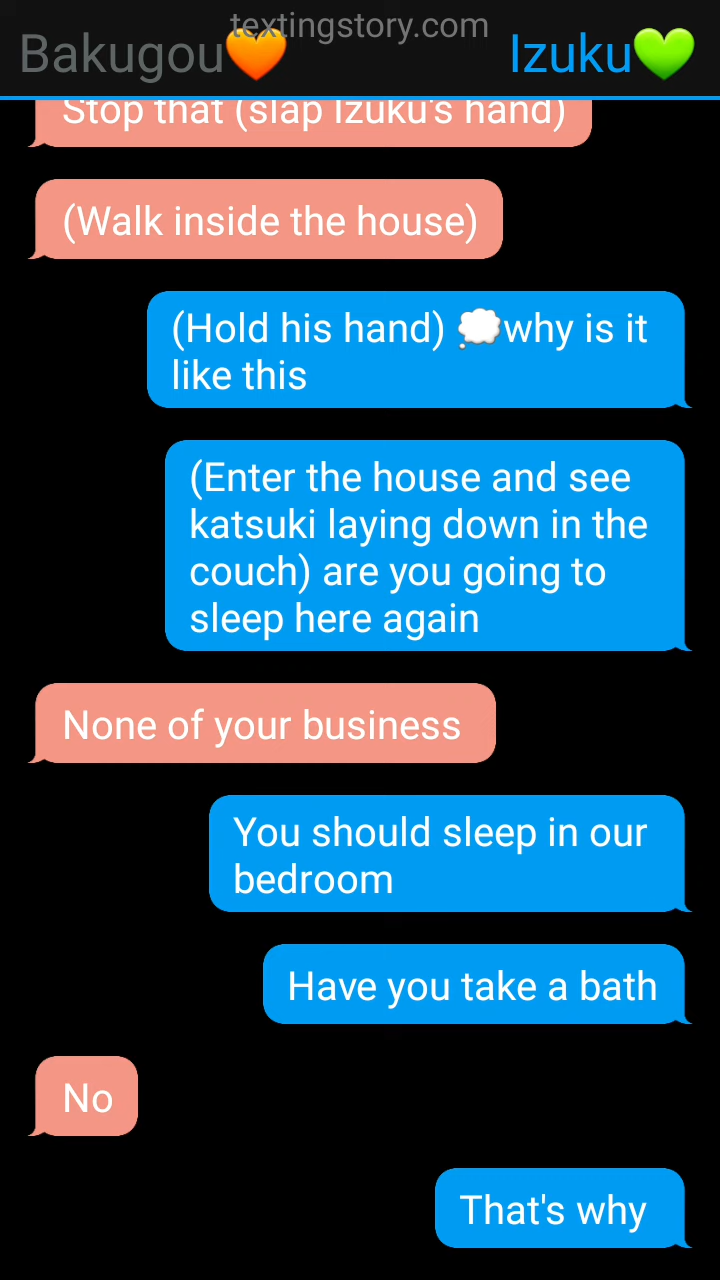 textingstory.com
Bakugou🧡 Izuku💚
Stop that (slap Izuku's hand)
(Walk inside the house)
(Hold his hand) 💭why is it
like this
(Enter the house and see
katsuki laying down in the
couch) are you going to
sleep here again
None of your business
You should sleep in our
bedroom
Have you take a bath
No
That's why